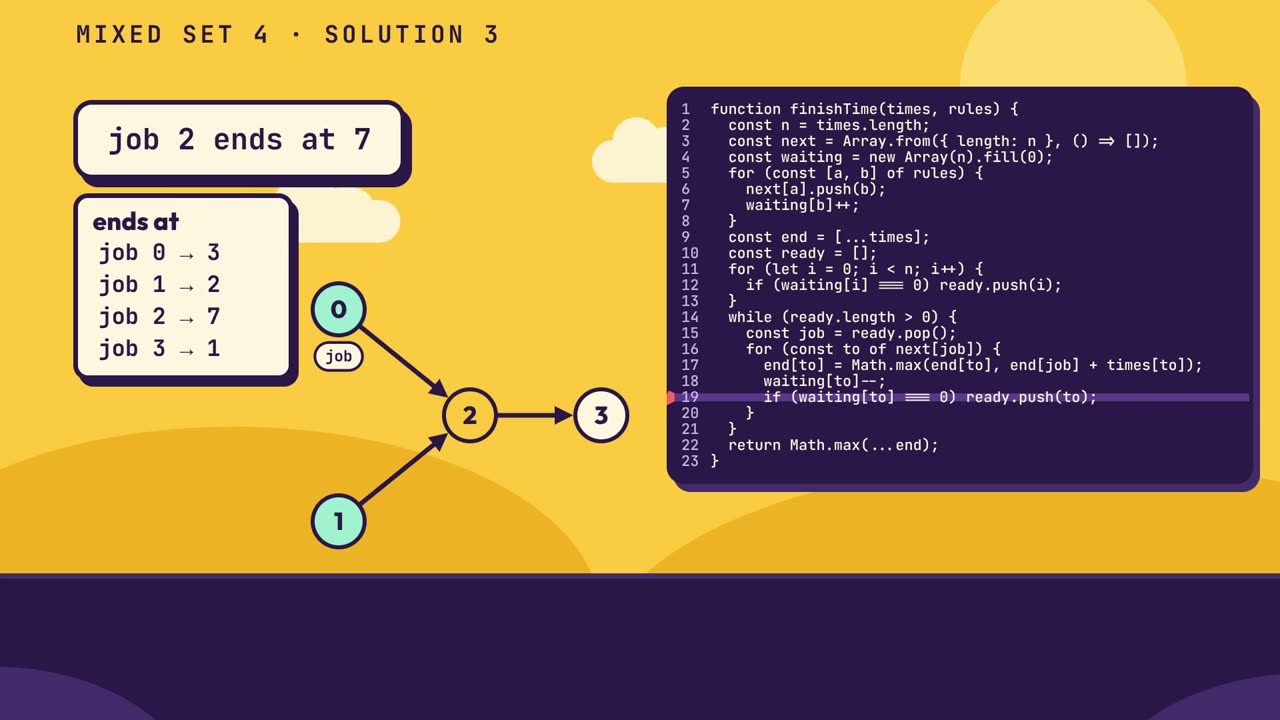 MIXED SET 4 · SOLUTION 3
job 2 ends at 7
ends at
job 0 → 3
job 1 → 2
job 2 → 7
job 3 → 1
0
job
2
3
1
1 function finishTime(times, rules) {
2   const n = times.length;
3   const next = Array.from({ length: n }, () => []);
4   const waiting = new Array(n).fill(0);
5   for (const [a, b] of rules) {
6     next[a].push(b);
7     waiting[b]++;
8   }
9   const end = [...times];
10   const ready = [];
11   for (let i = 0; i < n; i++) {
12     if (waiting[i] === 0) ready.push(i);
13   }
14   while (ready.length > 0) {
15     const job = ready.pop();
16     for (const to of next[job]) {
17       end[to] = Math.max(end[to], end[job] + times[to]);
18       waiting[to]--;
19       if (waiting[to] === 0) ready.push(to);
20     }
21   }
22   return Math.max(...end);
23 }